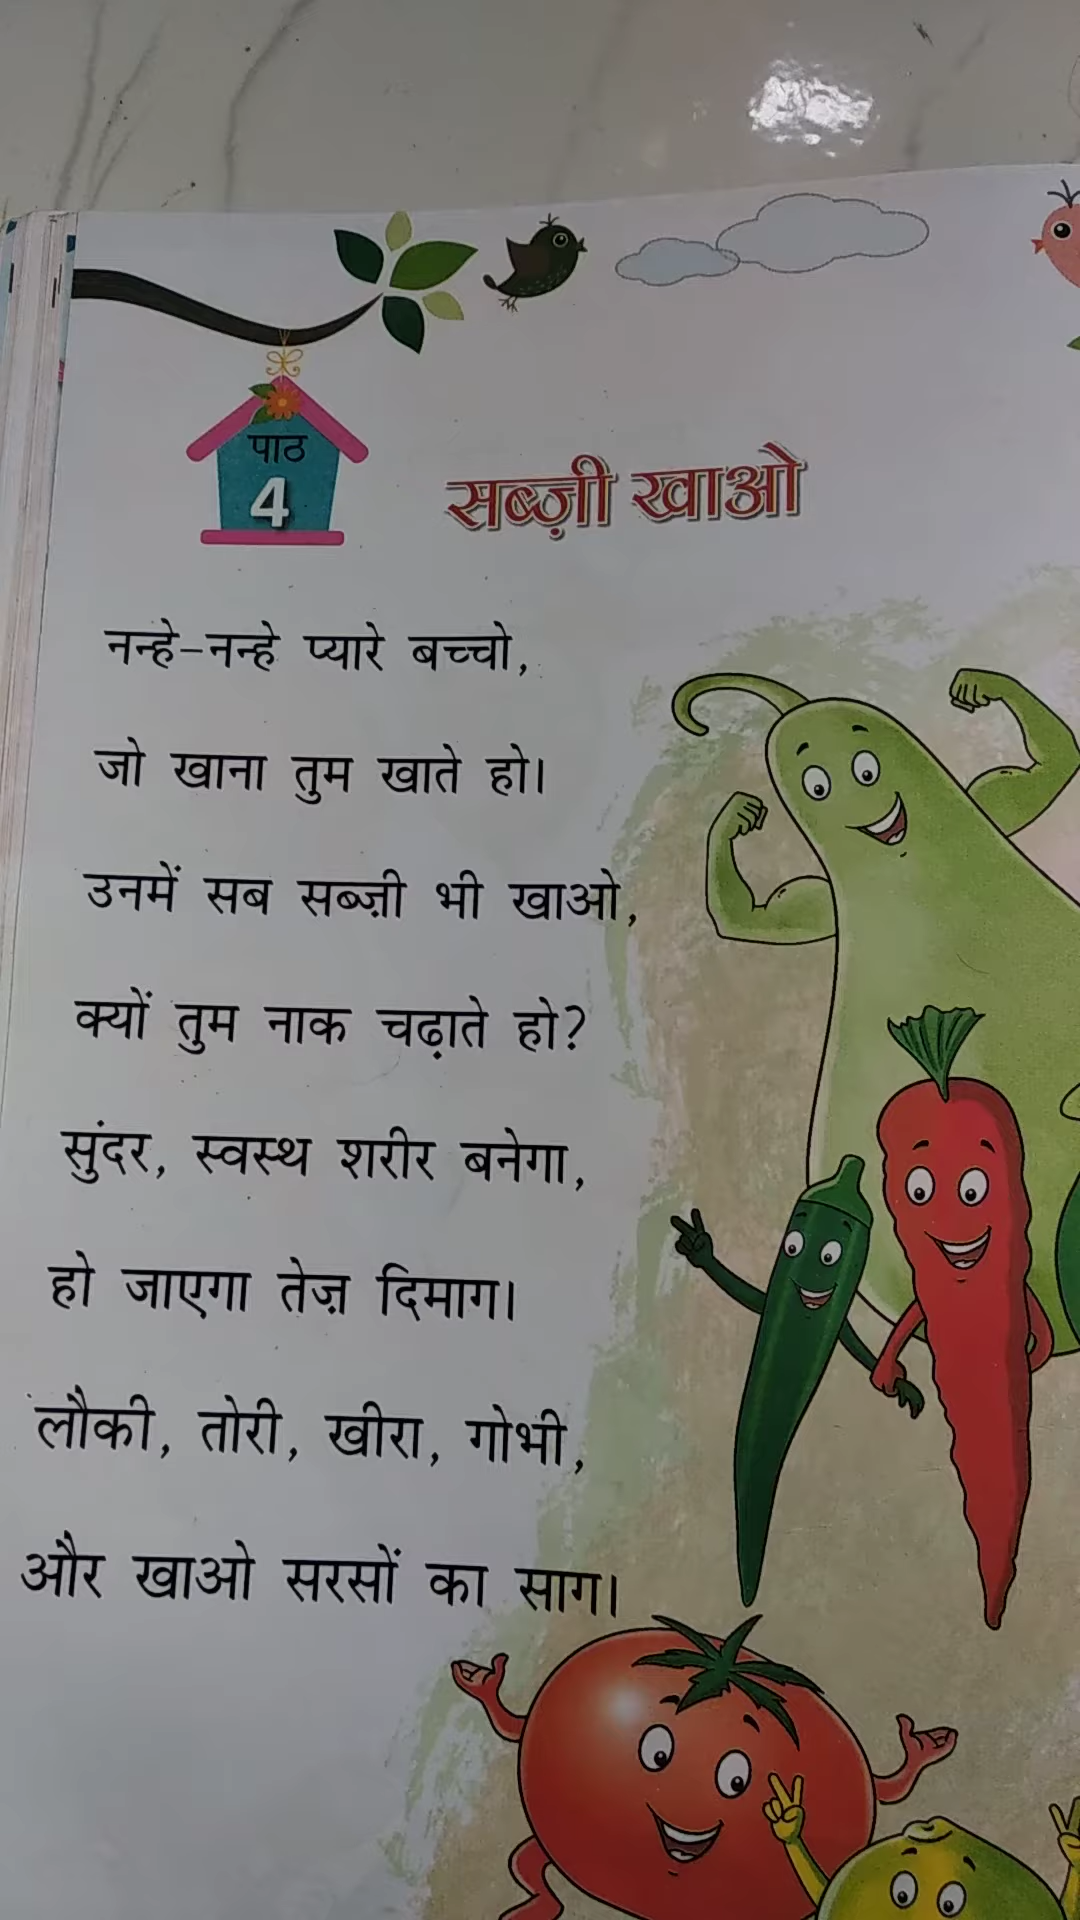 पाठ
4
सब्ज़ी खाओ
नन्हे-नन्हे प्यारे बच्चो,
जो खाना तुम खाते हो।
उनमें सब सब्ज़ी भी खाओ,
क्यों तुम नाक चढ़ाते हो?
सुंदर, स्वस्थ शरीर बनेगा,
हो जाएगा तेज़ दिमाग।
लौकी, तोरी, खीरा, गोभी,
और खाओ सरसों का साग।